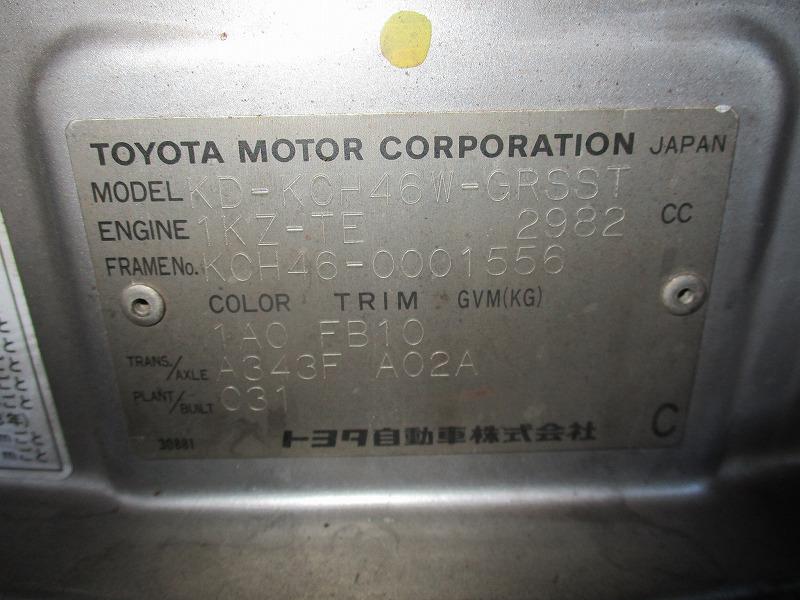 TOYOTA MOTOR CORPORATION JAPAN
MODEL KD-KCH46W-GRSST
ENGINE 1KZ-TE 2982 CC
FRAME No. KCH46-0001556
COLOR TRIM GVM(KG)
1A0 FB10
TRANS./AXLE A343F A02A
PLANT/BUILT C31
30881 トヨタ自動車株式会社 C